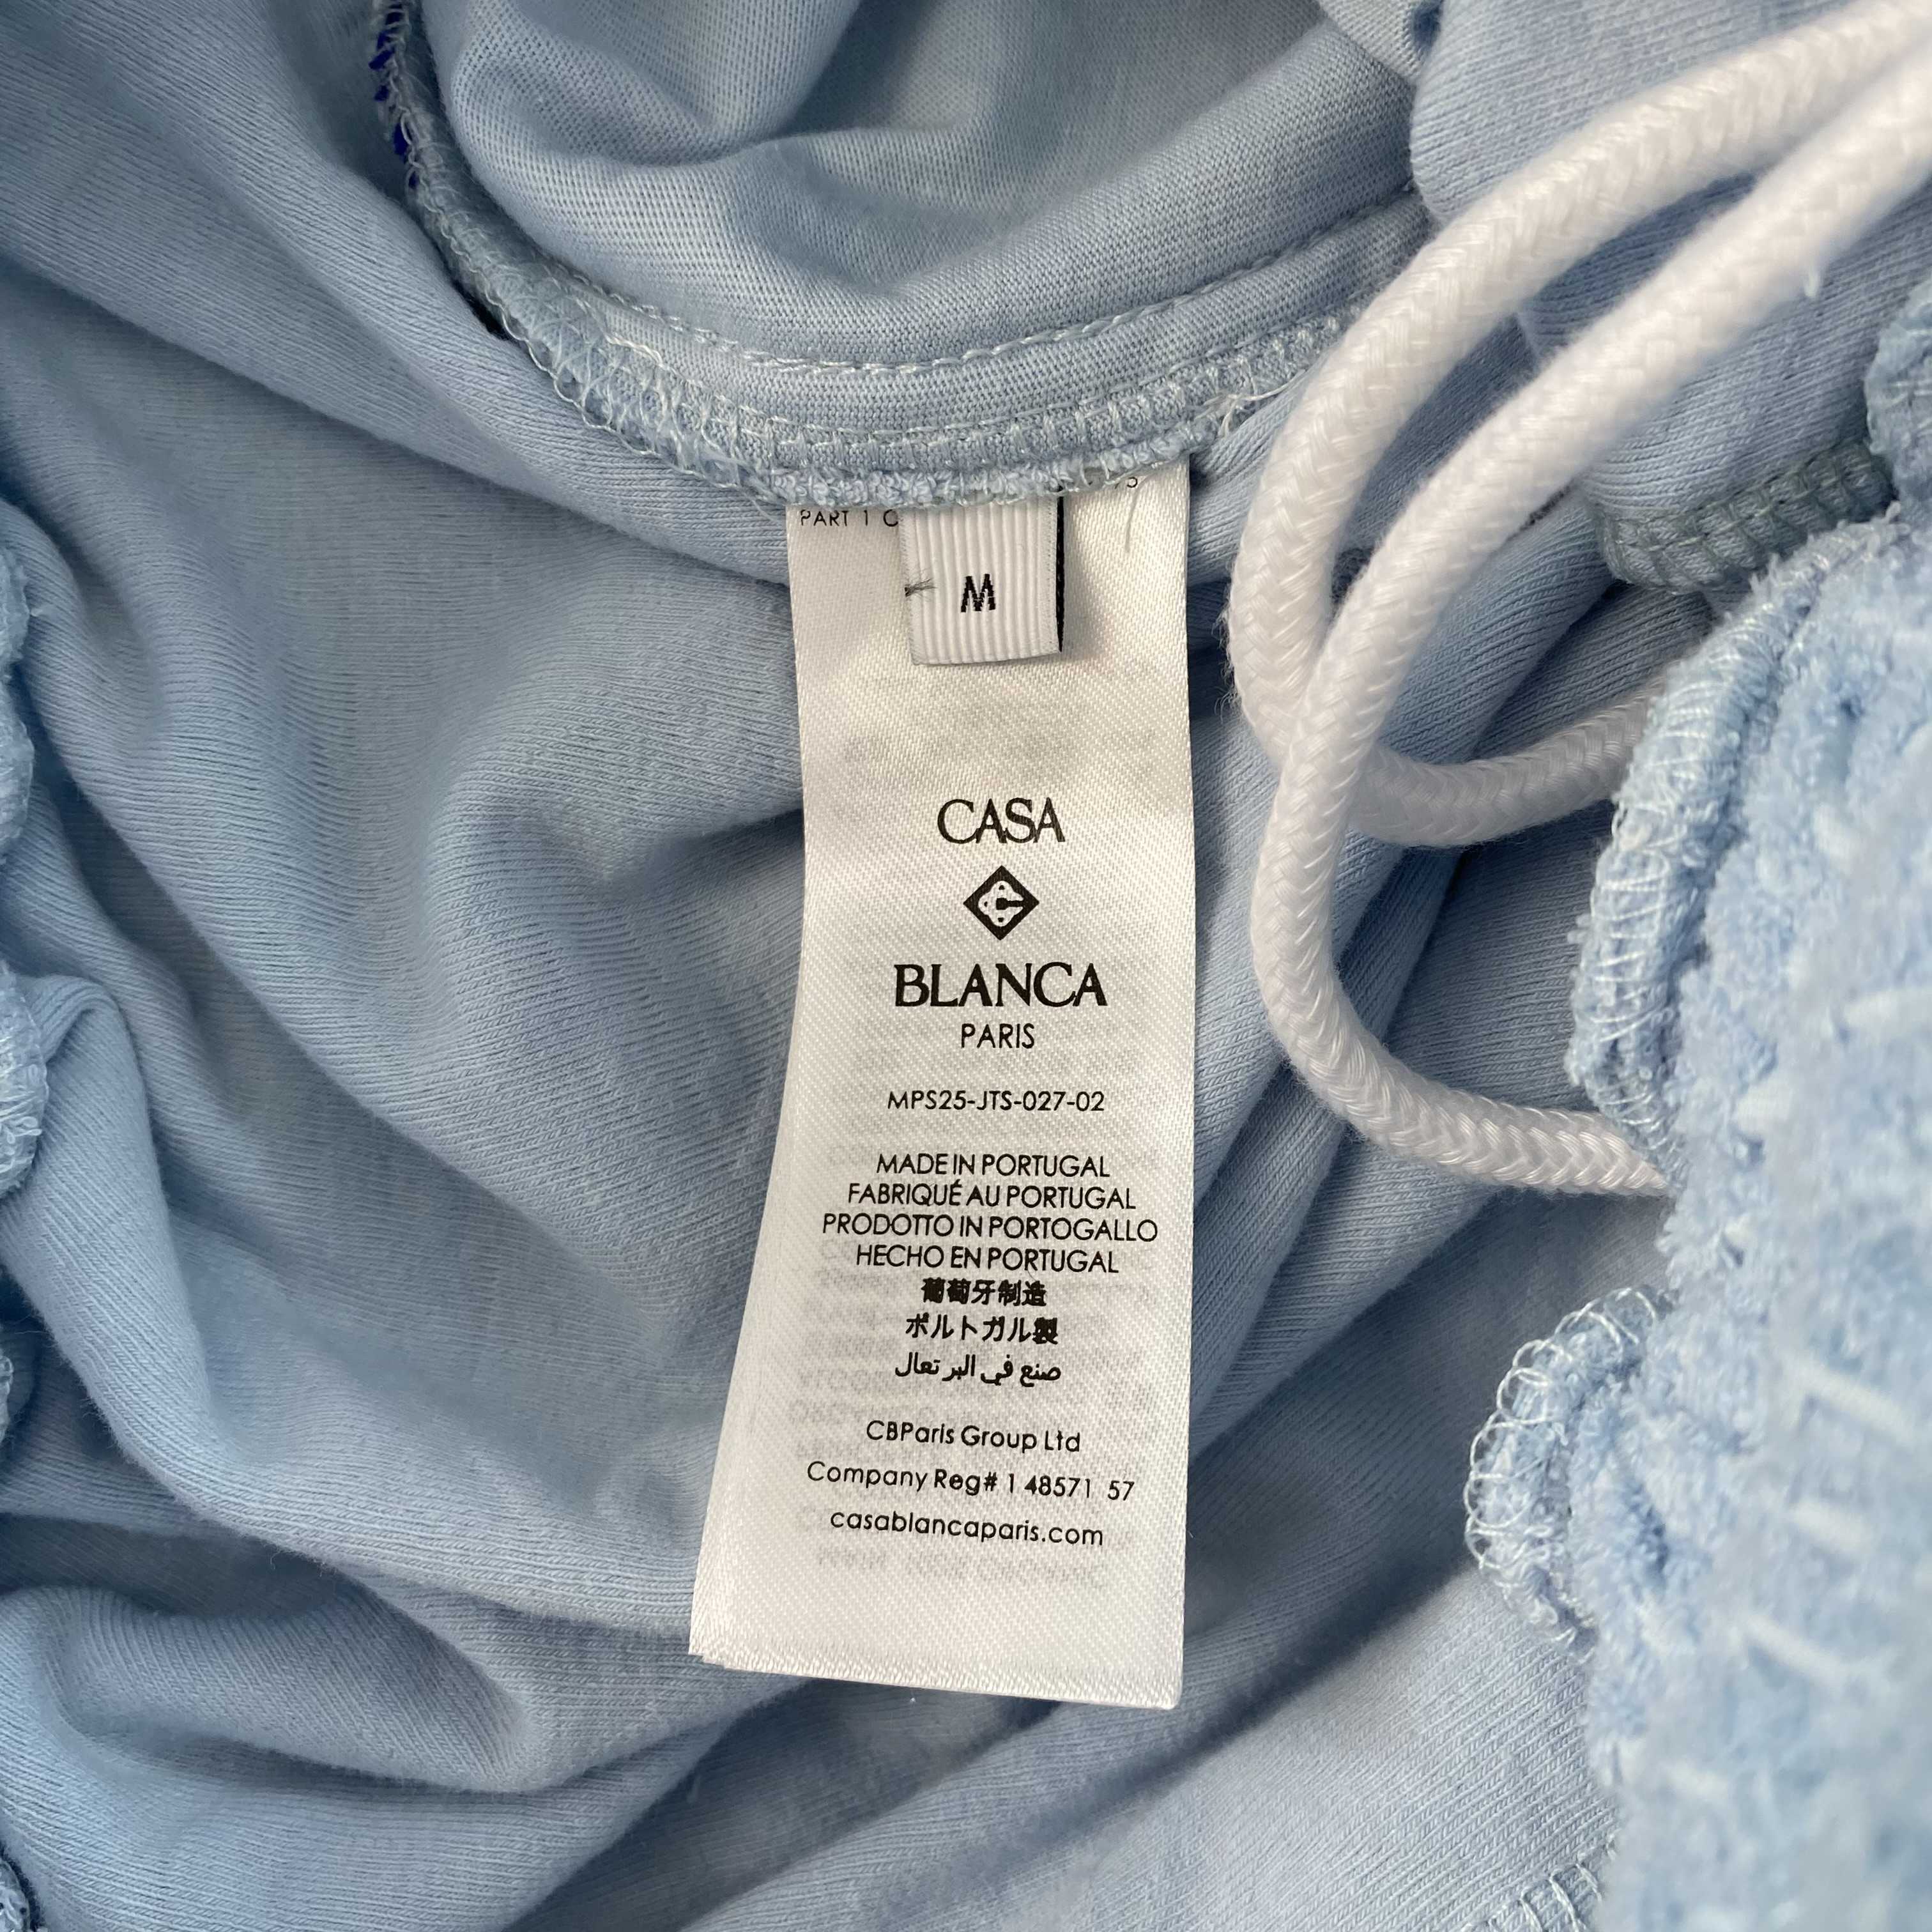 PART 1 O
M
CASA
BLANCA
PARIS
MPS25-JTS-027-02
MADE IN PORTUGAL
FABRIQUÉ AU PORTUGAL
PRODOTTO IN PORTOGALLO
HECHO EN PORTUGAL
葡萄牙制造
ポルトガル製
صنع في البرتغال
CBParis Group Ltd
Company Reg# 1 48571 57
casablancaparis.com